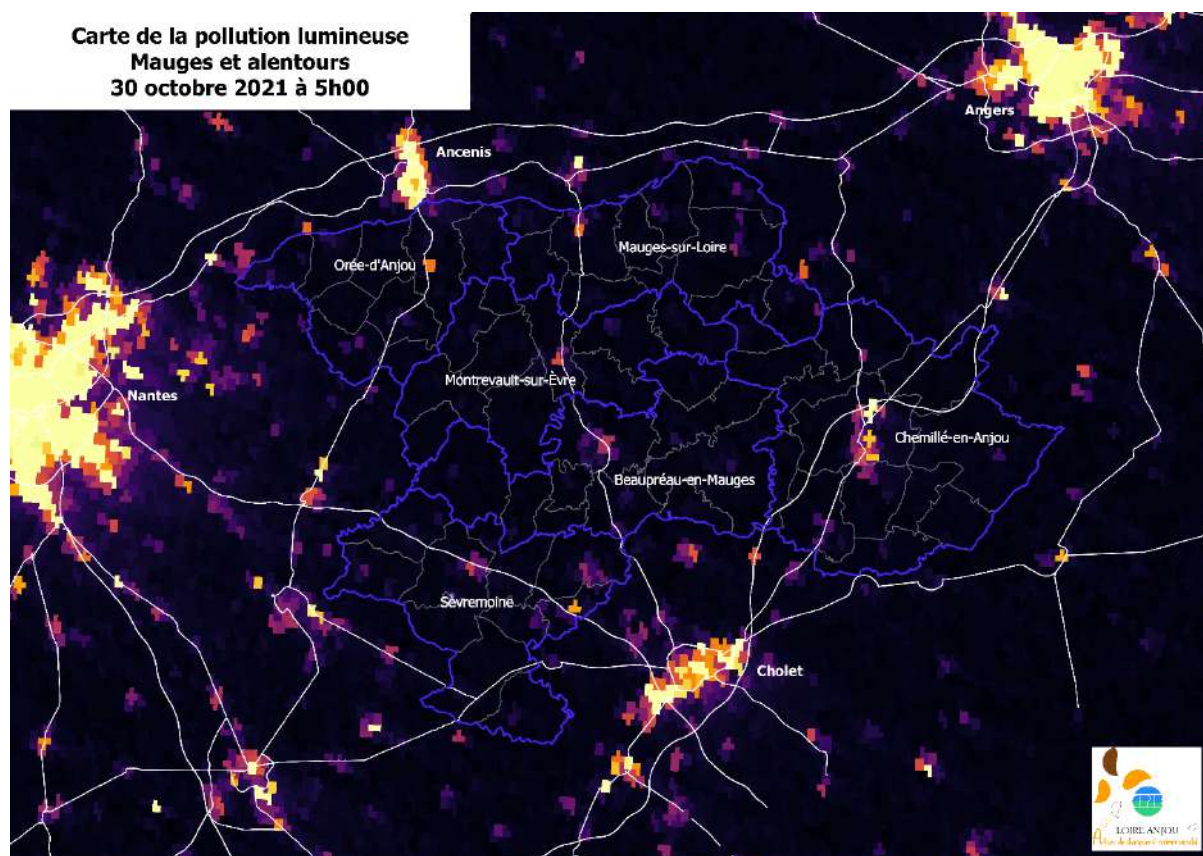 Carte de la pollution lumineuse
Mauges et alentours
30 octobre 2021 à 5h00
Angers
Ancenis
Mauges-sur-Loire
Orée-d'Anjou
Montrevault-sur-Èvre
Nantes
Chemillé-en-Anjou
Beaupréau-en-Mauges
Sèvremoine
Cholet
CPIE
LOIRE ANJOU